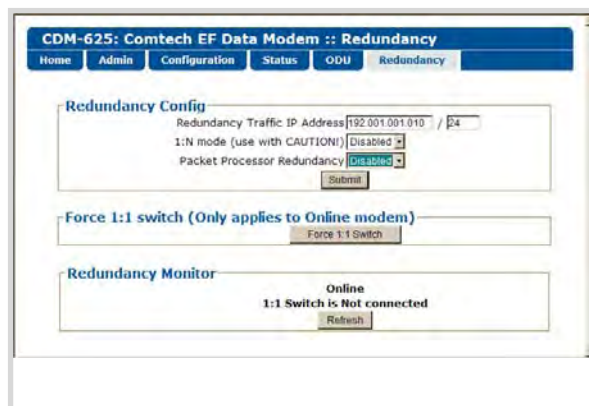 CDM-625: Comtech EF Data Modem :: Redundancy
Home Admin Configuration Status ODU Redundancy
Redundancy Config
Redundancy Traffic IP Address 192.001.001.010 / 24
1:N mode (use with CAUTION!) Disabled
Packet Processor Redundancy Disabled
Submit
Force 1:1 switch (Only applies to Online modem)
Force 1:1 Switch
Redundancy Monitor
Online
1:1 Switch is Not connected
Refresh